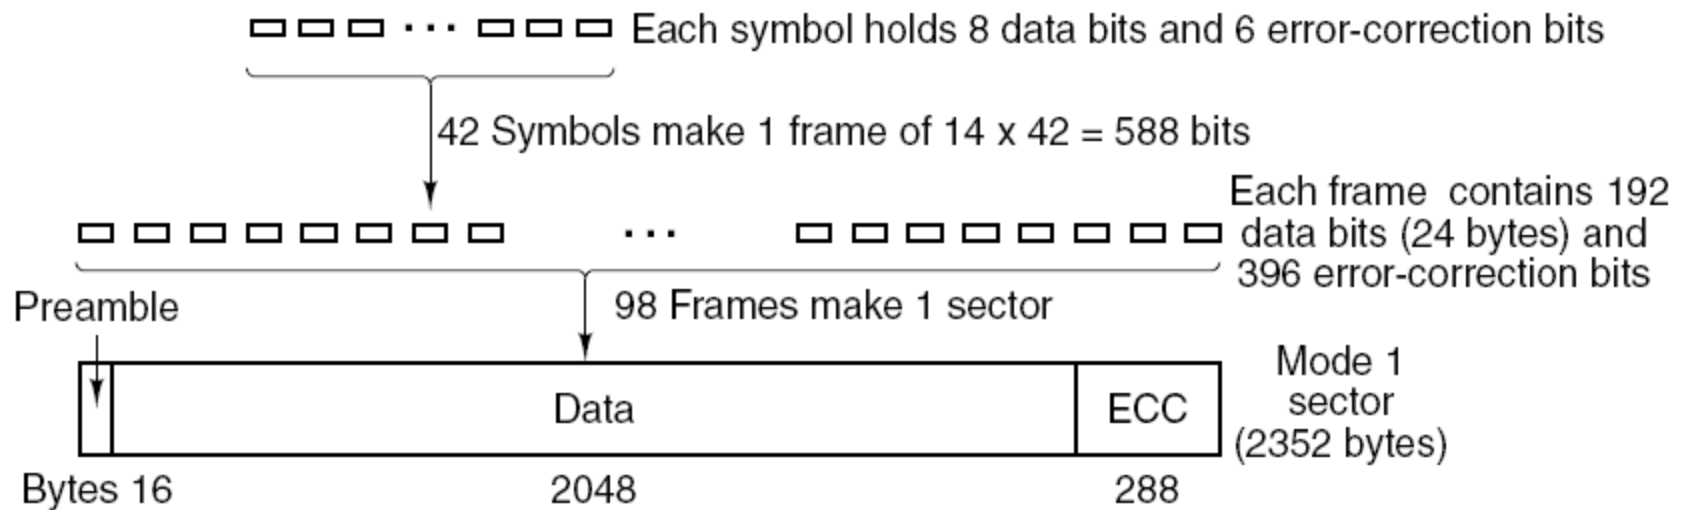 Each symbol holds 8 data bits and 6 error-correction bits
42 Symbols make 1 frame of 14 x 42 = 588 bits
Each frame contains 192
data bits (24 bytes) and
396 error-correction bits
Preamble
98 Frames make 1 sector
Mode 1
sector
(2352 bytes)
Data
ECC
Bytes 16
2048
288